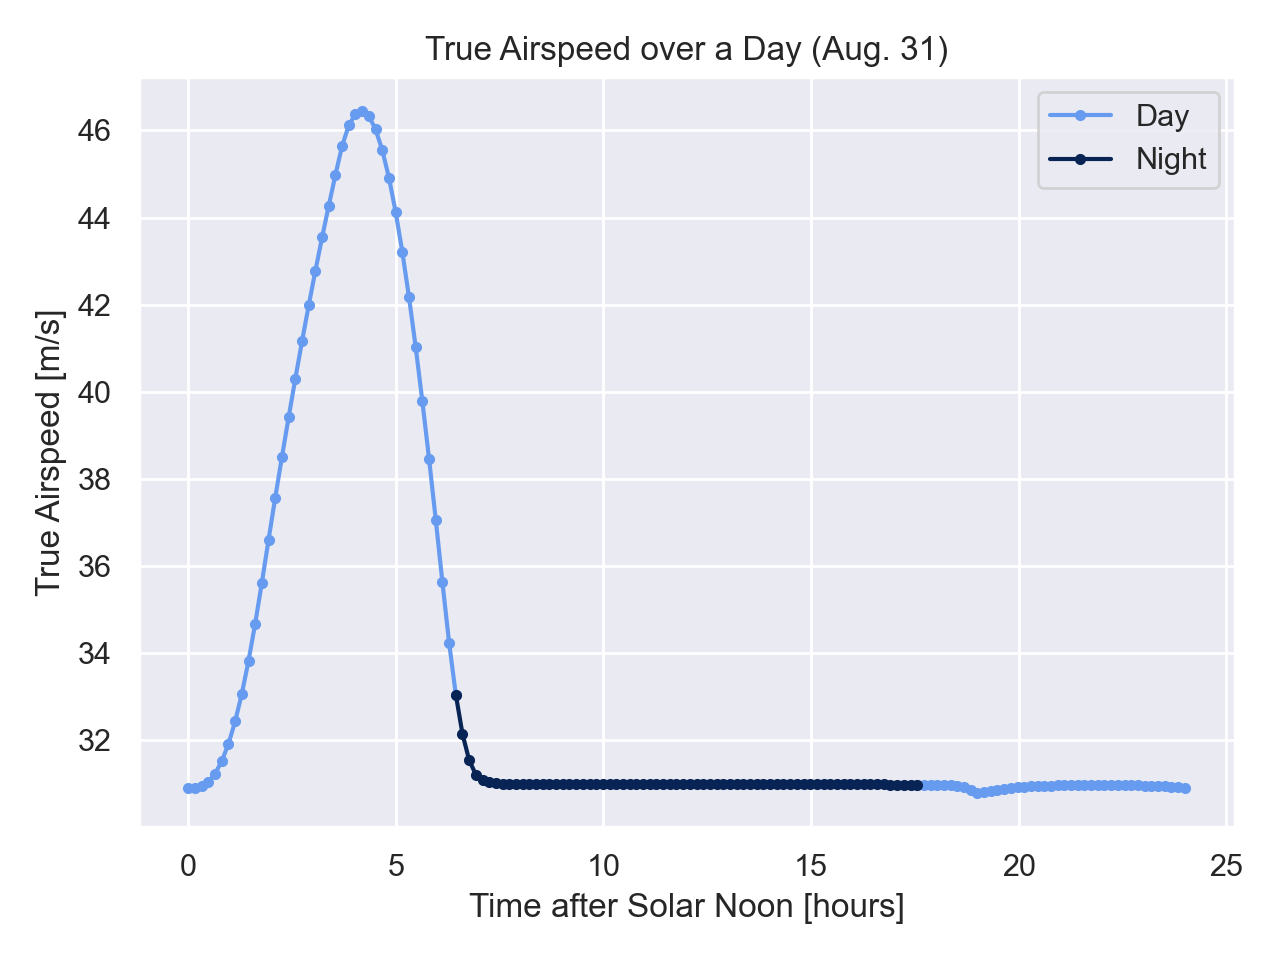 True Airspeed over a Day (Aug. 31)
Day
Night
46
44
42
40
38
36
34
32
True Airspeed [m/s]
0 5 10 15 20 25
Time after Solar Noon [hours]